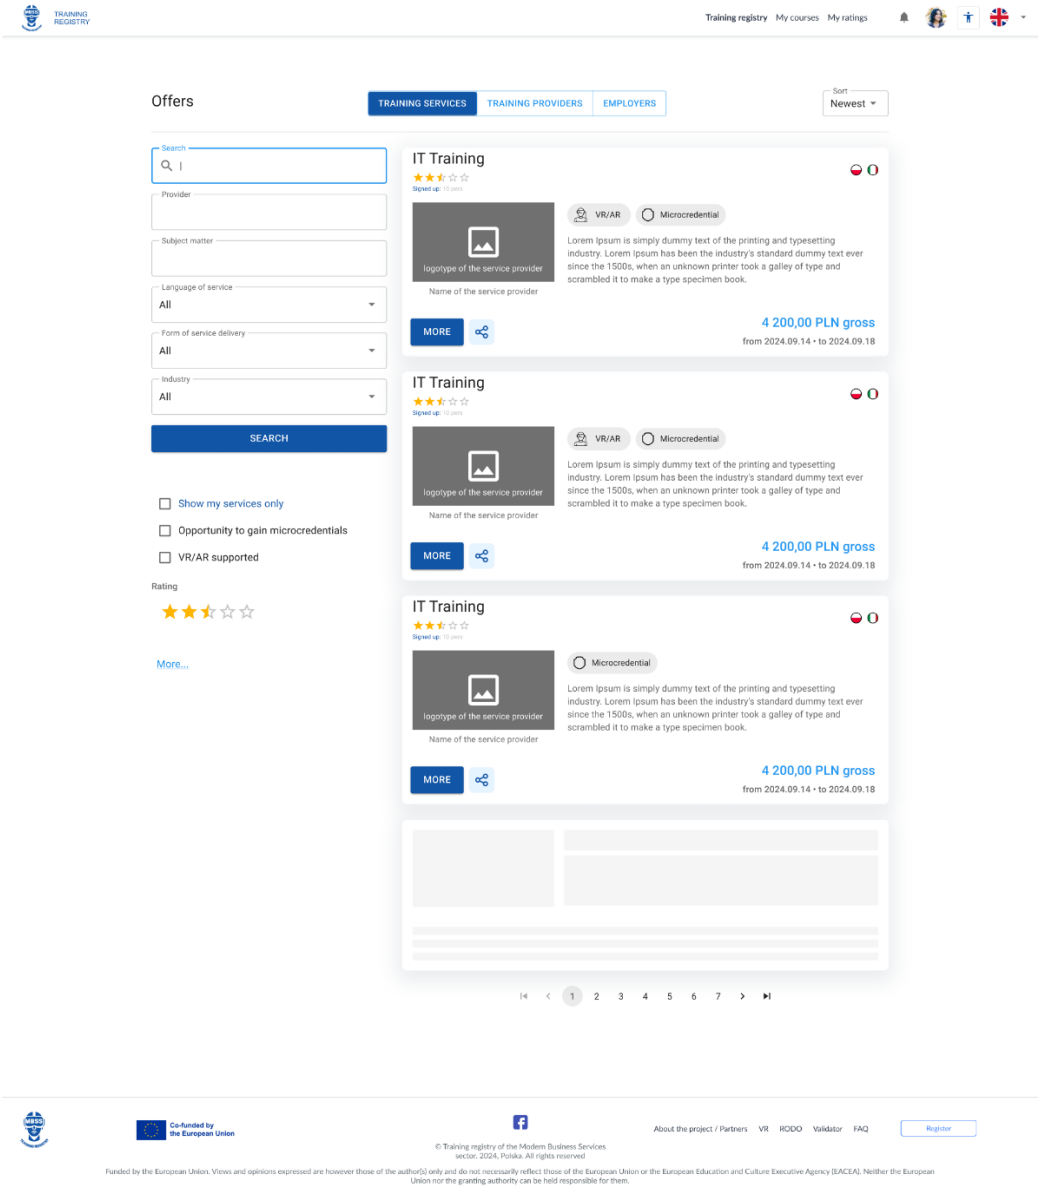 TRAINING
REGISTRY
Training registry My courses My ratings
Offers
TRAINING SERVICES TRAINING PROVIDERS EMPLOYERS
Sort
Newest
Search
Provider
Subject matter
Language of service
All
Form of service delivery
All
Industry
All
SEARCH
Show my services only
Opportunity to gain microcredentials
VR/AR supported
Rating
More...
IT Training
Signed up: 10 pers
VR/AR Microcredential
Lorem Ipsum is simply dummy text of the printing and typesetting
industry. Lorem Ipsum has been the industry's standard dummy text ever
since the 1500s, when an unknown printer took a galley of type and
scrambled it to make a type specimen book.
logotype of the service provider
Name of the service provider
MORE
4 200,00 PLN gross
from 2024.09.14 • to 2024.09.18
IT Training
Signed up: 10 pers
VR/AR Microcredential
Lorem Ipsum is simply dummy text of the printing and typesetting
industry. Lorem Ipsum has been the industry's standard dummy text ever
since the 1500s, when an unknown printer took a galley of type and
scrambled it to make a type specimen book.
logotype of the service provider
Name of the service provider
MORE
4 200,00 PLN gross
from 2024.09.14 • to 2024.09.18
IT Training
Signed up: 10 pers
Microcredential
Lorem Ipsum is simply dummy text of the printing and typesetting
industry. Lorem Ipsum has been the industry's standard dummy text ever
since the 1500s, when an unknown printer took a galley of type and
scrambled it to make a type specimen book.
logotype of the service provider
Name of the service provider
MORE
4 200,00 PLN gross
from 2024.09.14 • to 2024.09.18
1 2 3 4 5 6 7
MBSS
Co-funded by
the European Union
About the project / Partners VR RODO Validator FAQ
Register
© Training registry of the Modern Business Services
sector, 2024, Polska. All rights reserved
Funded by the European Union. Views and opinions expressed are however those of the author(s) only and do not necessarily reflect those of the European Union or the European Education and Culture Executive Agency (EACEA). Neither the European
Union nor the granting authority can be held responsible for them.